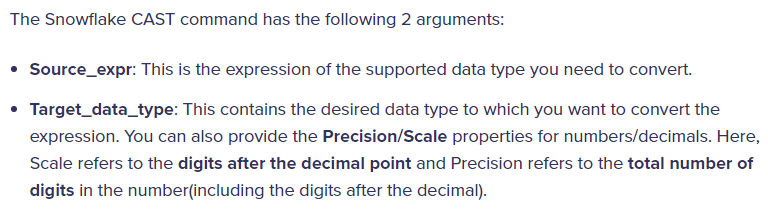 The Snowflake CAST command has the following 2 arguments:
• Source_expr: This is the expression of the supported data type you need to convert.
• Target_data_type: This contains the desired data type to which you want to convert the
expression. You can also provide the Precision/Scale properties for numbers/decimals. Here,
Scale refers to the digits after the decimal point and Precision refers to the total number of
digits in the number(including the digits after the decimal).